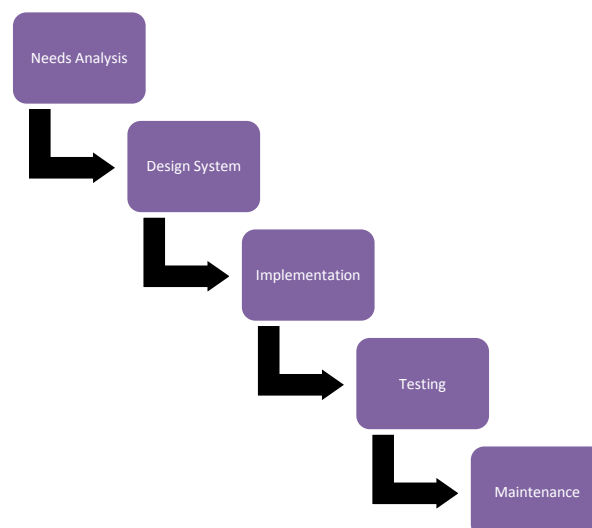 Needs Analysis
Design System
Implementation
Testing
Maintenance